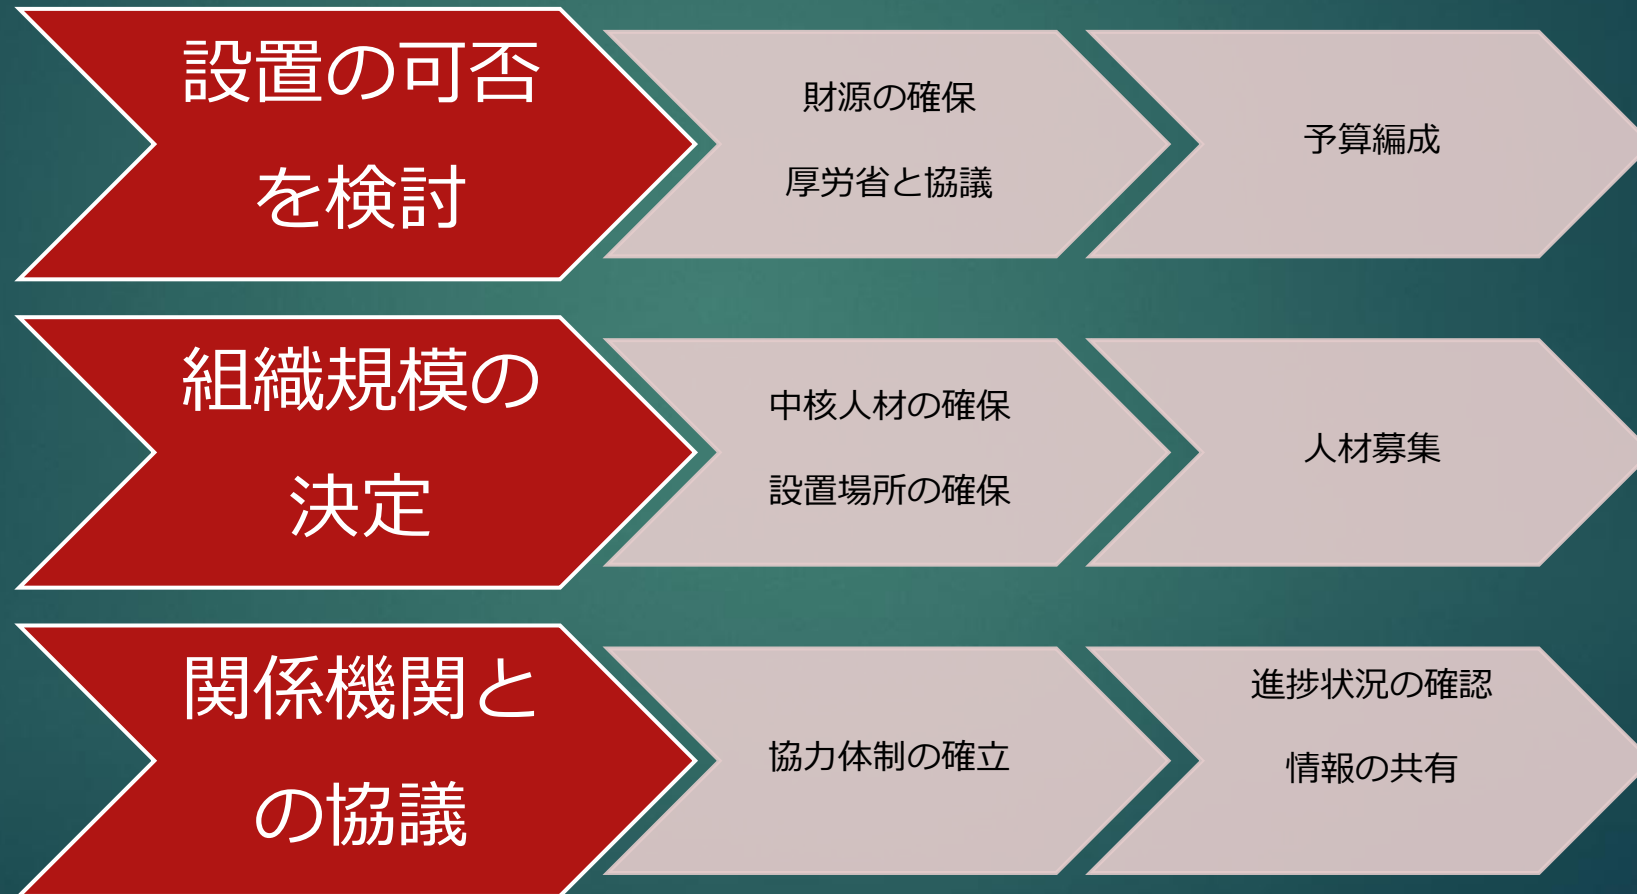 設置の可否
を検討
財源の確保
厚労省と協議
予算編成
組織規模の
決定
中核人材の確保
設置場所の確保
人材募集
関係機関と
の協議
協力体制の確立
進捗状況の確認
情報の共有